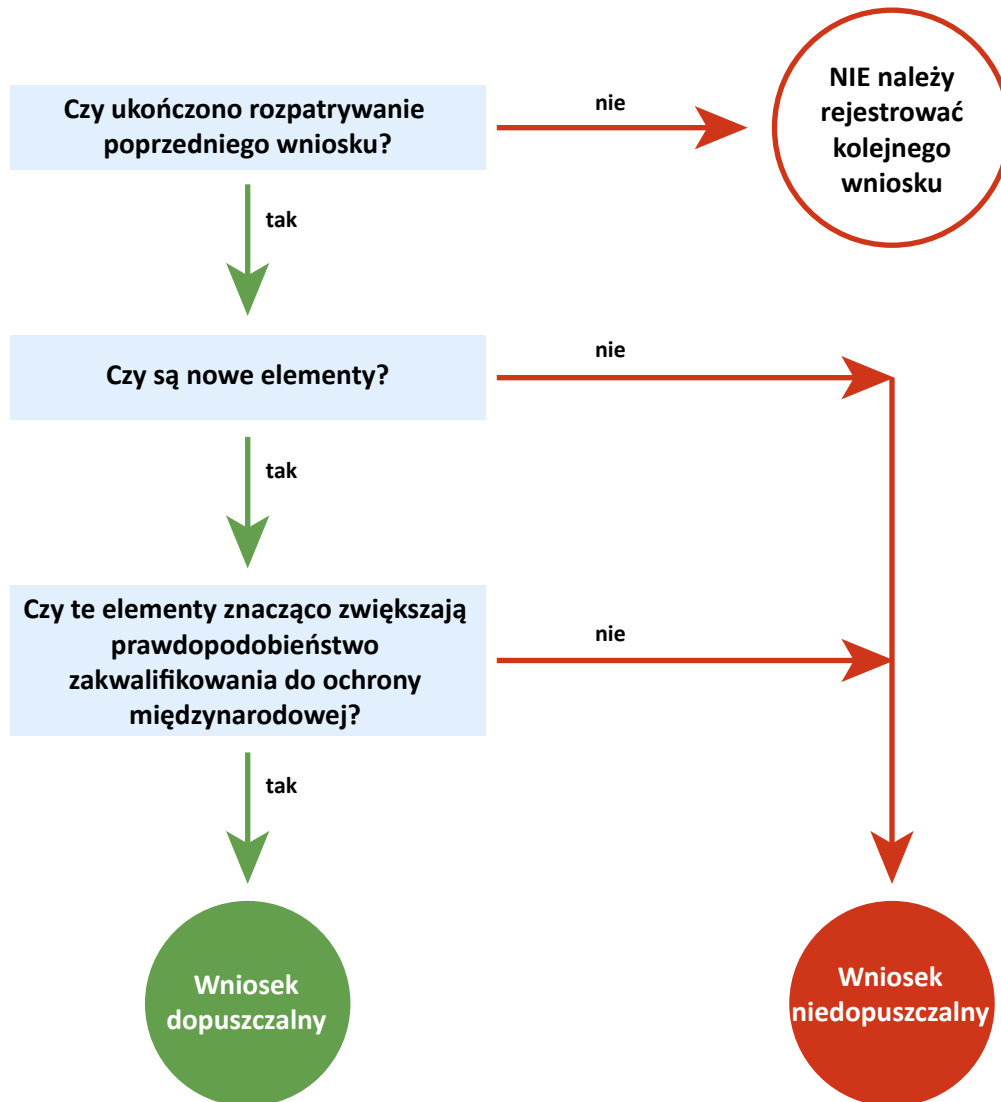 Czy ukończono rozpatrywanie
poprzedniego wniosku?
nie
NIE należy
rejestrować
kolejnego
wniosku
tak
Czy są nowe elementy?
nie
tak
Czy te elementy znacząco zwiększają
prawdopodobieństwo
zakwalifikowania do ochrony
międzynarodowej?
nie
tak
Wniosek
dopuszczalny
Wniosek
niedopuszczalny